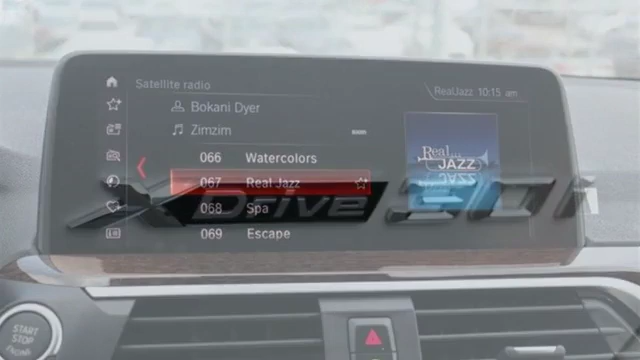 Satellite radio
RealJazz 10:15 am
Bokani Dyer
Zimzim
066 Watercolors
067 Real Jazz
068 Spa
069 Escape
Real...
JAZZ
xDrive30i
START
STOP
ENGINE